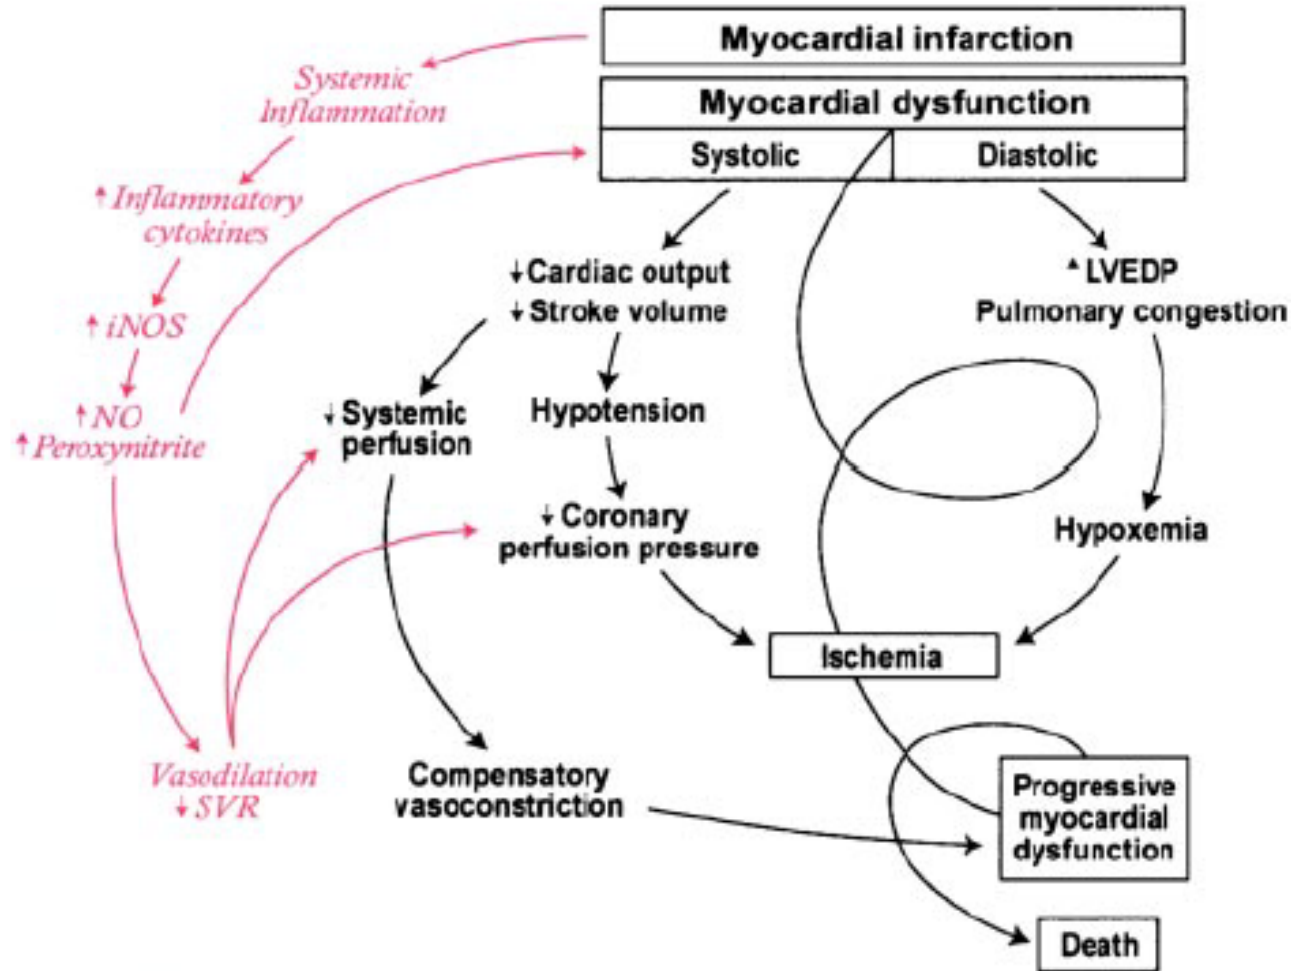 Myocardial infarction
Systemic
Inflammation
Myocardial dysfunction
Systolic
Diastolic
↑ Inflammatory
cytokines
↓ Cardiac output
↓ Stroke volume
▲ LVEDP
Pulmonary congestion
↑ iNOS
↑ NO
↑ Peroxynitrite
↓ Systemic
perfusion
Hypotension
↓ Coronary
perfusion pressure
Hypoxemia
Ischemia
Vasodilation
↓ SVR
Compensatory
vasoconstriction
Progressive
myocardial
dysfunction
Death